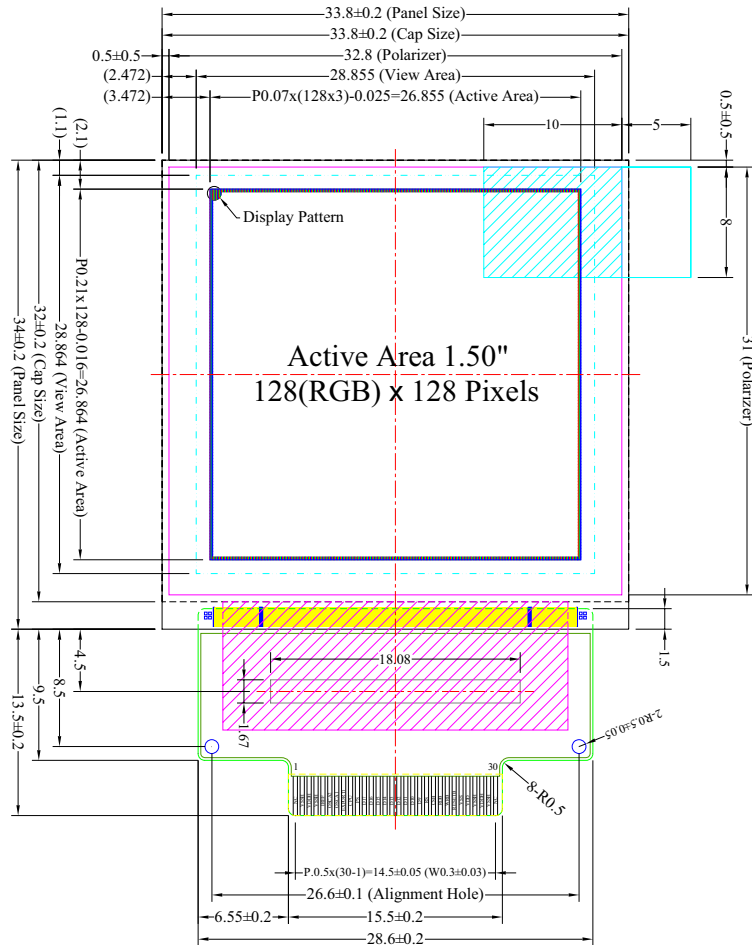 33.8±0.2 (Panel Size)
33.8±0.2 (Cap Size)
0.5±0.5
32.8 (Polarizer)
(2.472)
28.855 (View Area)
(3.472)
P0.07x(128x3)-0.025=26.855 (Active Area)
0.5±0.5
(1.1)
(2.1)
10
5
8
Display Pattern
Active Area 1.50"
128(RGB) x 128 Pixels
P0.21x128-0.016=26.864 (Active Area)
28.864 (View Area)
32±0.2 (Cap Size)
34±0.2 (Panel Size)
31 (Polarizer)
1.5
4.5
8.5
9.5
13.5±0.2
18.08
1.67
2-R0.5±0.05
8-R0.5
1
30
P.0.5x(30-1)=14.5±0.05 (W0.3±0.03)
26.6±0.1 (Alignment Hole)
6.55±0.2
15.5±0.2
28.6±0.2